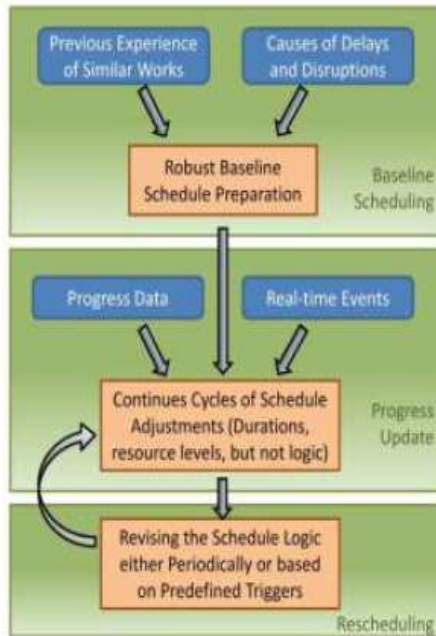 Previous Experience
of Similar Works
Causes of Delays
and Disruptions
Robust Baseline
Schedule Preparation
Baseline
Scheduling
Progress Data
Real-time Events
Continues Cycles of Schedule
Adjustments (Durations,
resource levels, but not logic)
Progress
Update
Revising the Schedule Logic
either Periodically or based
on Predefined Triggers
Rescheduling